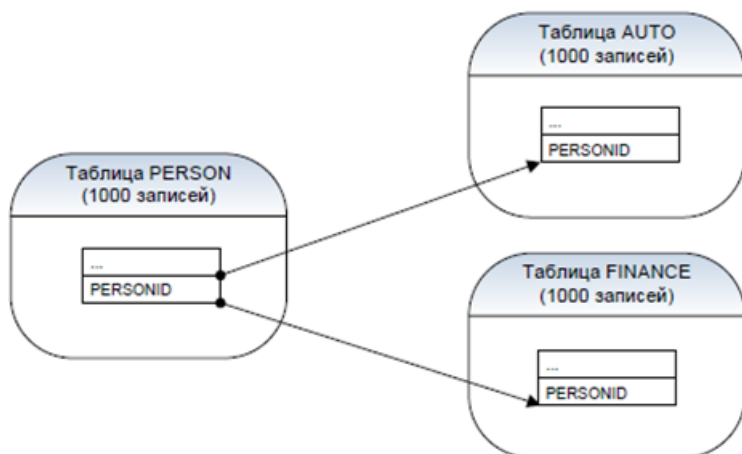 Таблица AUTO
(1000 записей)
...
PERSONID
Таблица PERSON
(1000 записей)
...
PERSONID
Таблица FINANCE
(1000 записей)
...
PERSONID